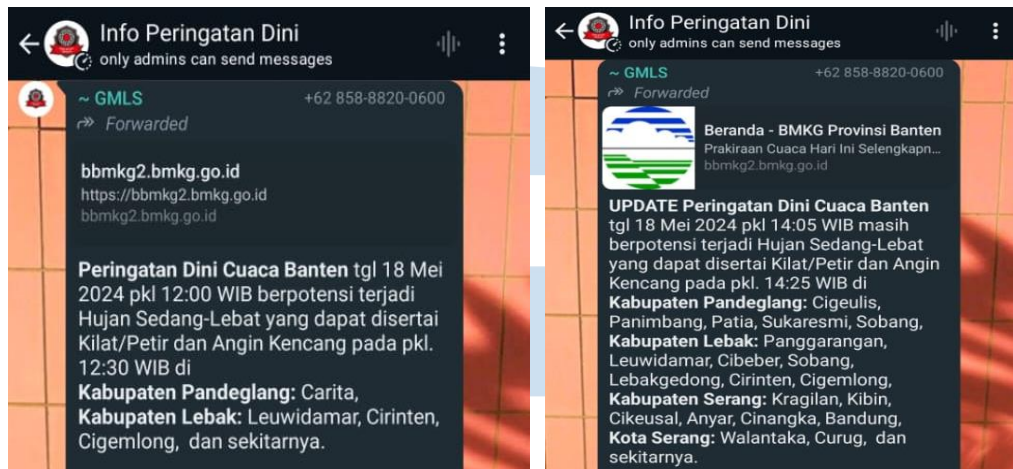 Info Peringatan Dini
only admins can send messages
~ GMLS +62 858-8820-0600
Forwarded
bbmkg2.bmkg.go.id
https://bbmkg2.bmkg.go.id
bbmkg2.bmkg.go.id
Peringatan Dini Cuaca Banten tgl 18 Mei
2024 pkl 12:00 WIB berpotensi terjadi
Hujan Sedang-Lebat yang dapat disertai
Kilat/Petir dan Angin Kencang pada pkl.
12:30 WIB di
Kabupaten Pandeglang: Carita,
Kabupaten Lebak: Leuwidamar, Cirinten,
Cigemlong, dan sekitarnya.
Info Peringatan Dini
only admins can send messages
~ GMLS +62 858-8820-0600
Forwarded
Beranda - BMKG Provinsi Banten
Prakiraan Cuaca Hari Ini Selengkapn...
bbmkg2.bmkg.go.id
UPDATE Peringatan Dini Cuaca Banten
tgl 18 Mei 2024 pkl 14:05 WIB masih
berpotensi terjadi Hujan Sedang-Lebat
yang dapat disertai Kilat/Petir dan Angin
Kencang pada pkl. 14:25 WIB di
Kabupaten Pandeglang: Cigeulis,
Panimbang, Patia, Sukaresmi, Sobang,
Kabupaten Lebak: Panggarangan,
Leuwidamar, Cibeber, Sobang,
Lebakgedong, Cirinten, Cigemlong,
Kabupaten Serang: Kragilan, Kibin,
Cikeusal, Anyar, Cinangka, Bandung,
Kota Serang: Walantaka, Curug, dan
sekitarnya.